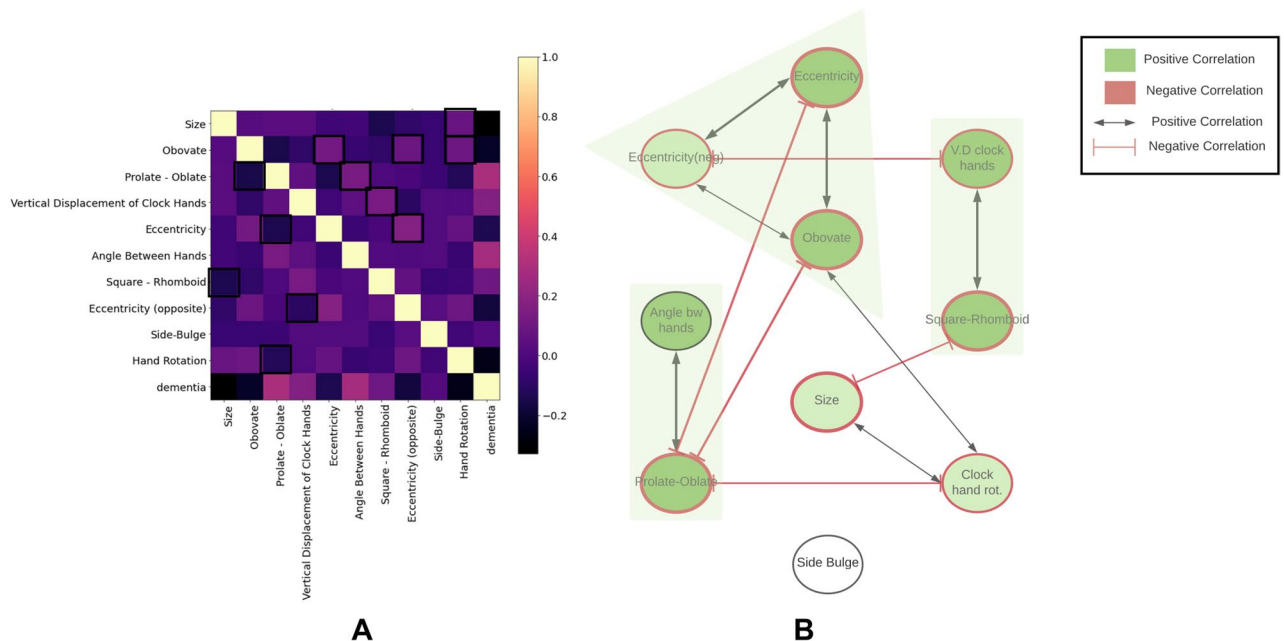 Size
Obovate
Prolate - Oblate
Vertical Displacement of Clock Hands
Eccentricity
Angle Between Hands
Square - Rhomboid
Eccentricity (opposite)
Side-Bulge
Hand Rotation
dementia
Size
Obovate
Prolate - Oblate
Vertical Displacement of Clock Hands
Eccentricity
Angle Between Hands
Square - Rhomboid
Eccentricity (opposite)
Side-Bulge
Hand Rotation
dementia
1.0
0.8
0.6
0.4
0.2
0.0
−0.2
A
Eccentricity
Eccentricity(neg)
V.D clock
hands
Obovate
Angle bw
hands
Square-Rhomboid
Size
Prolate-Oblate
Clock
hand rot.
Side Bulge
B
Positive Correlation
Negative Correlation
Positive Correlation
Negative Correlation